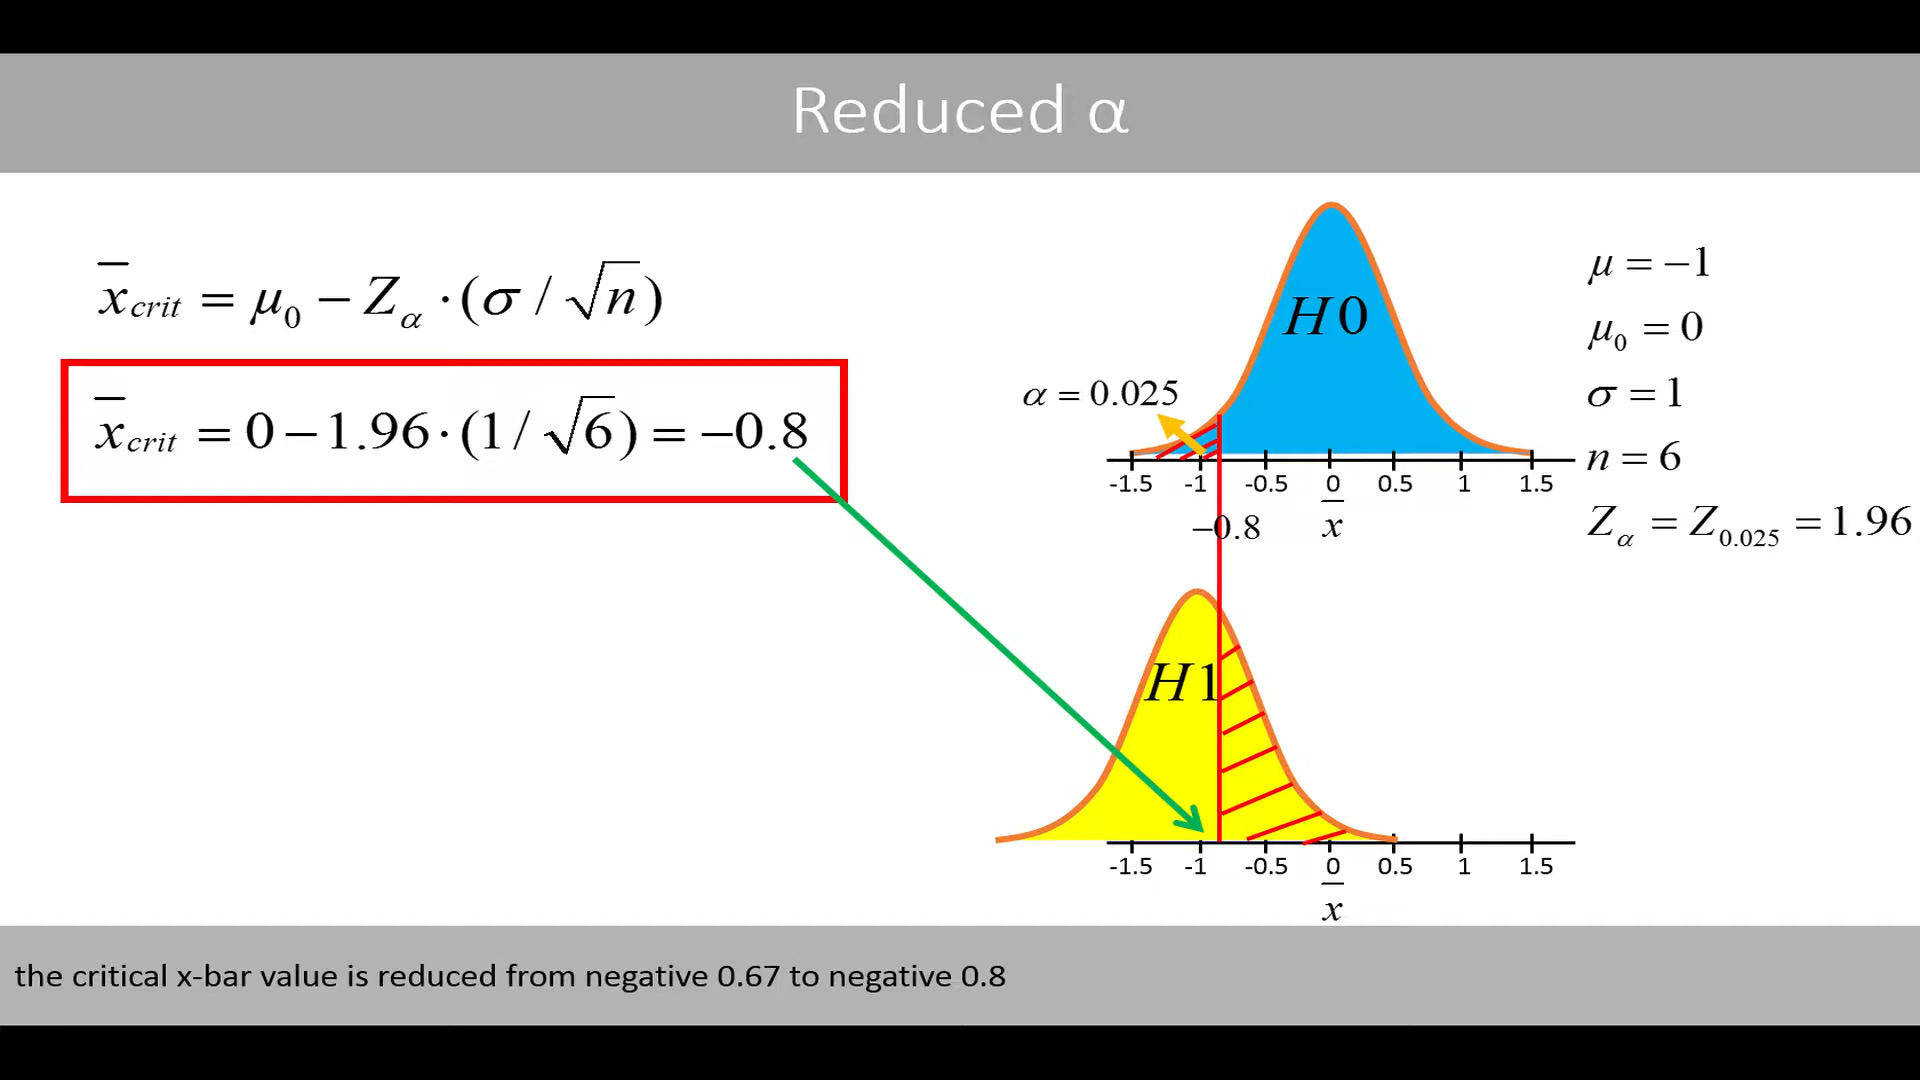 Reduced α
x̄crit = μ0 − Zα · (σ / √n)
x̄crit = 0 − 1.96 · (1 / √6) = −0.8
H0
α = 0.025
-1.5 -1 -0.5 0 0.5 1 1.5
−0.8
x̄
μ = −1
μ0 = 0
σ = 1
n = 6
Zα = Z0.025 = 1.96
H1
-1.5 -1 -0.5 0 0.5 1 1.5
x̄
the critical x-bar value is reduced from negative 0.67 to negative 0.8